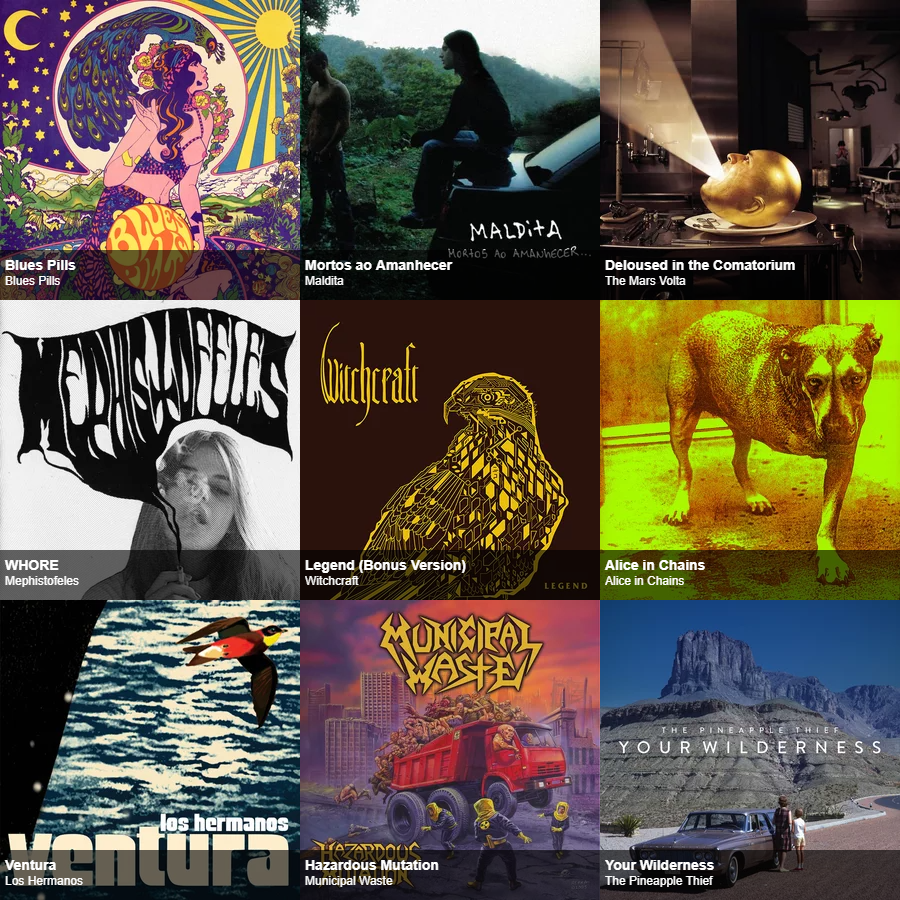 BLUES
PILLS
Blues Pills
Blues Pills
MALDITA
MORTOS AO AMANHECER...
Mortos ao Amanhecer
Maldita
Deloused in the Comatorium
The Mars Volta
MEPHISTOFELES
WHORE
Mephistofeles
Witchcraft
LEGEND
Legend (Bonus Version)
Witchcraft
Alice in Chains
Alice in Chains
los hermanos
ventura
Ventura
Los Hermanos
MUNICIPAL
WASTE
HAZARDOUS
MUTATION
Hazardous Mutation
Municipal Waste
THE PINEAPPLE THIEF
YOUR WILDERNESS
Your Wilderness
The Pineapple Thief